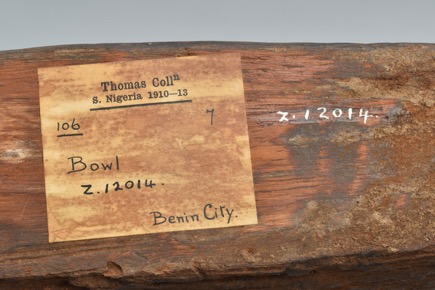 Thomas Collⁿ
S. Nigeria 1910—13
106
7
Bowl
Z.12014.
Benin City.
Z.12014.